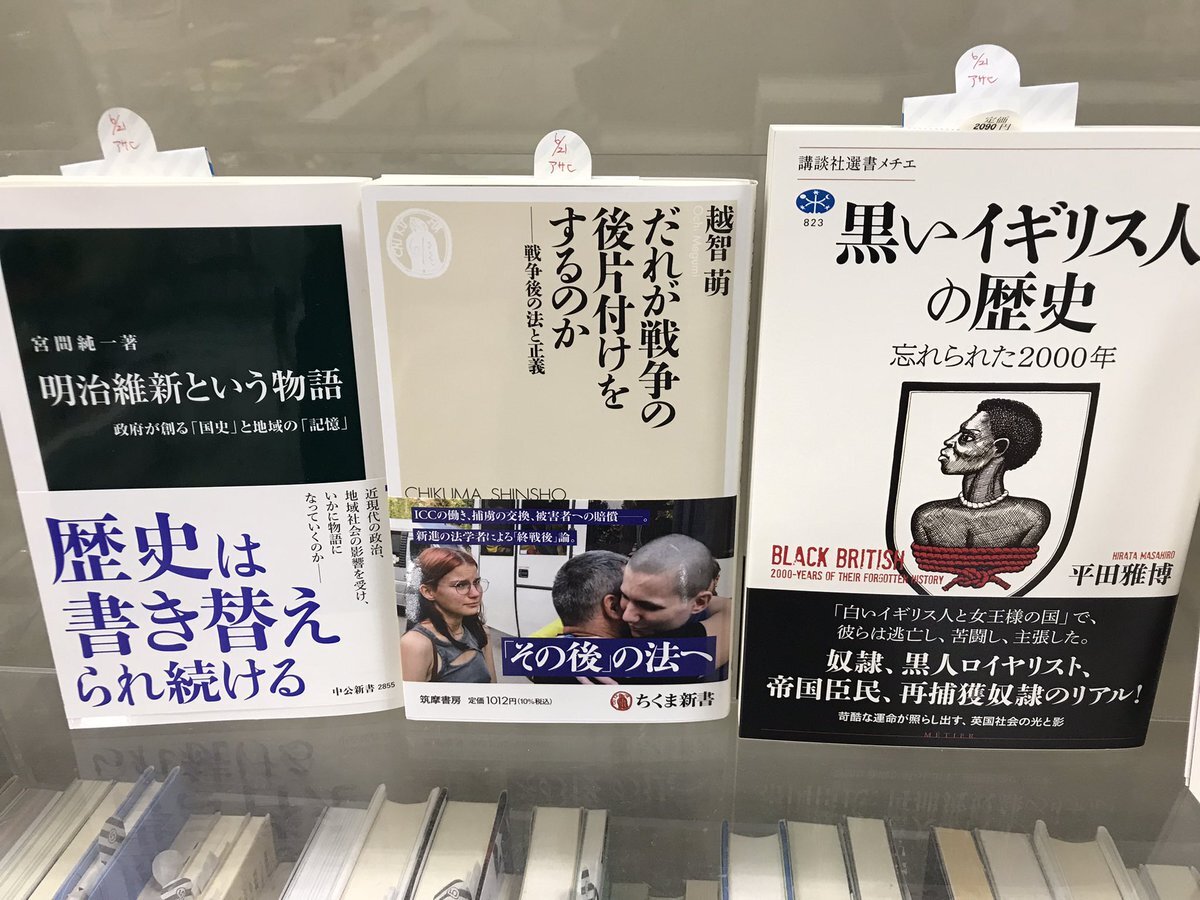 6/21
アサヒ
宮間純一著
明治維新という物語
政府が創る「国史」と地域の「記憶」
近現代の政治、
地域社会の影響を受け、
いかに物語に
なっていくのか――
歴史は
書き替え
られ続ける
中公新書 2855
6/21
アサヒ
越智 萌
Ochi Megumi
だれが戦争の
後片付けを
するのか
――戦争後の法と正義
CHIKUMA SHINSHO
ICCの働き、捕虜の交換、被害者への賠償――。
新進の法学者による「終戦後」論。
「その後」の法へ
筑摩書房 定価1012円(10%税込)
ちくま新書
6/21
アサヒ
定価
2090円
講談社選書メチエ
823
黒いイギリス人
の歴史
忘れられた2000年
BLACK BRITISH
2000-YEARS OF THEIR FORGOTTEN HISTORY
HIRATA MASAHIRO
平田雅博
「白いイギリス人と女王様の国」で、
彼らは逃亡し、苦闘し、主張した。
奴隷、黒人ロイヤリスト、
帝国臣民、再捕獲奴隷のリアル!
苛酷な運命が照らし出す、英国社会の光と影
MÉTIER